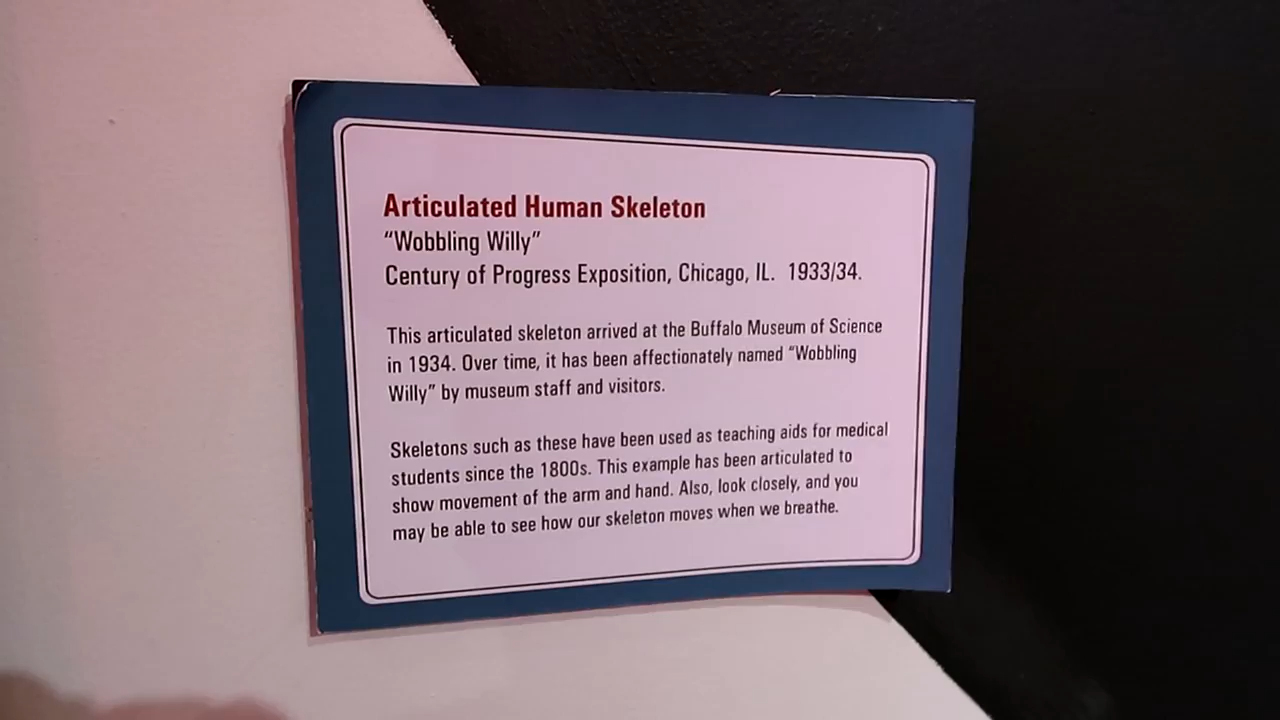 Articulated Human Skeleton
“Wobbling Willy”
Century of Progress Exposition, Chicago, IL. 1933/34.
This articulated skeleton arrived at the Buffalo Museum of Science
in 1934. Over time, it has been affectionately named “Wobbling
Willy” by museum staff and visitors.
Skeletons such as these have been used as teaching aids for medical
students since the 1800s. This example has been articulated to
show movement of the arm and hand. Also, look closely, and you
may be able to see how our skeleton moves when we breathe.